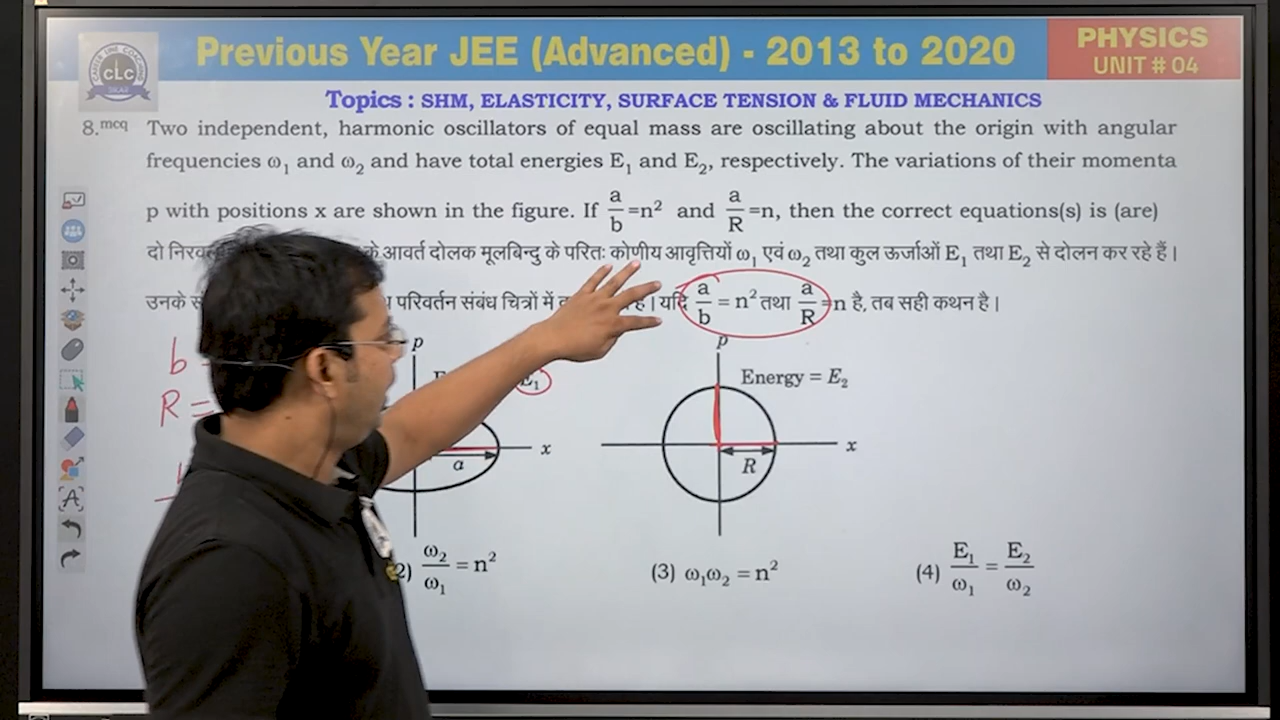 Previous Year JEE (Advanced) - 2013 to 2020
PHYSICS
UNIT # 04
CLC
Topics : SHM, ELASTICITY, SURFACE TENSION & FLUID MECHANICS
8.mcq Two independent, harmonic oscillators of equal mass are oscillating about the origin with angular
frequencies ω₁ and ω₂ and have total energies E₁ and E₂, respectively. The variations of their momenta
p with positions x are shown in the figure. If a/b =n² and a/R =n, then the correct equations(s) is (are)
दो के आवर्त दोलक मूलबिन्दु के परितः कोणीय आवृत्तियों ω₁ एवं ω₂ तथा कुल ऊर्जाओं E₁ तथा E₂ से दोलन कर रहे हैं।
उनके परिवर्तन संबंध चित्रों में है। यदि a/b = n² तथा a/R =n है, तब सही कथन है।
b
R =
p
E₁
a
x
p
Energy = E₂
R
x
2) ω₂/ω₁ = n²
(3) ω₁ω₂ = n²
(4) E₁/ω₁ = E₂/ω₂